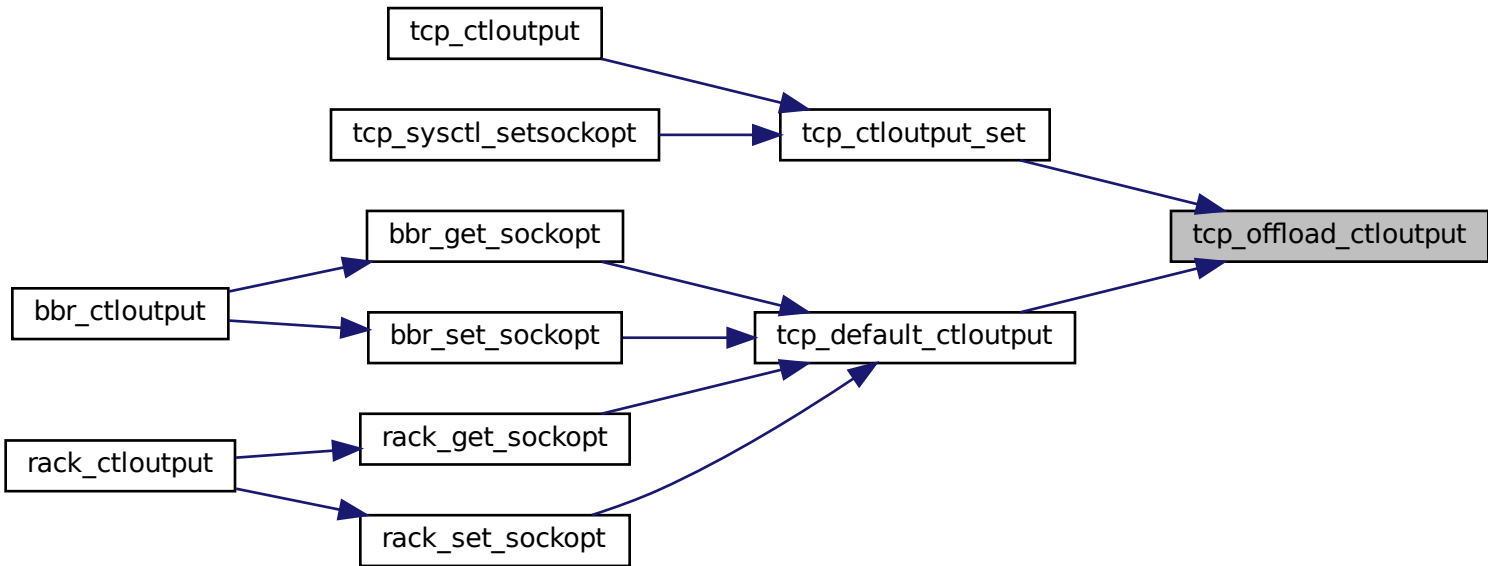 tcp_ctloutput
tcp_sysctl_setsockopt
tcp_ctloutput_set
bbr_get_sockopt
tcp_offload_ctloutput
bbr_ctloutput
bbr_set_sockopt
tcp_default_ctloutput
rack_get_sockopt
rack_ctloutput
rack_set_sockopt